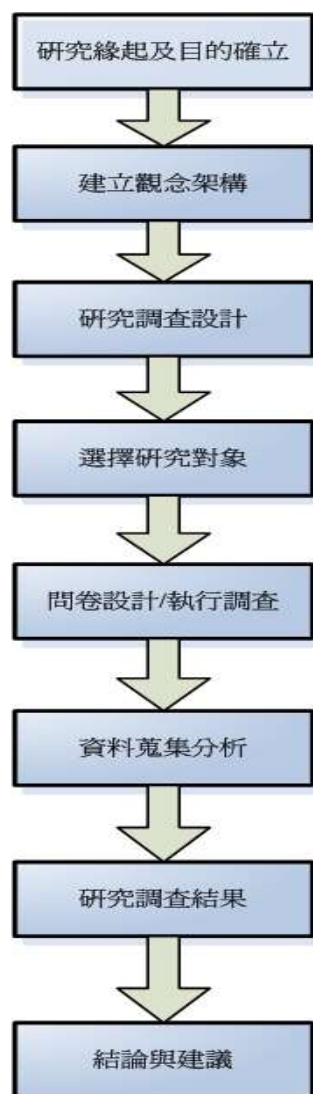 研究緣起及目的確立
建立觀念架構
研究調查設計
選擇研究對象
問卷設計/執行調查
資料蒐集分析
研究調查結果
結論與建議